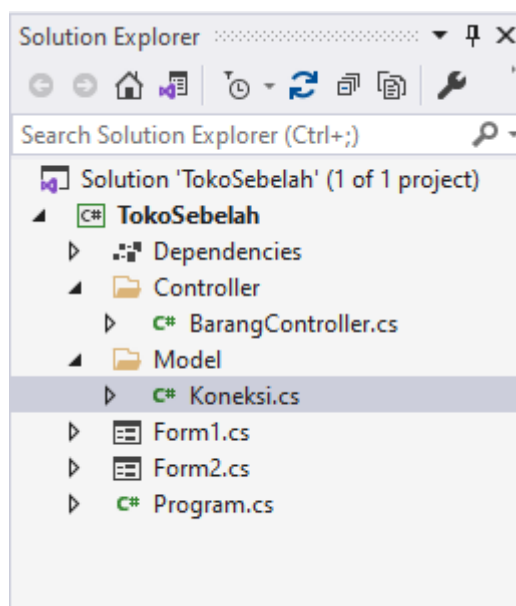 Solution Explorer
Search Solution Explorer (Ctrl+;)
Solution 'TokoSebelah' (1 of 1 project)
C# TokoSebelah
Dependencies
Controller
C# BarangController.cs
Model
C# Koneksi.cs
Form1.cs
Form2.cs
C# Program.cs